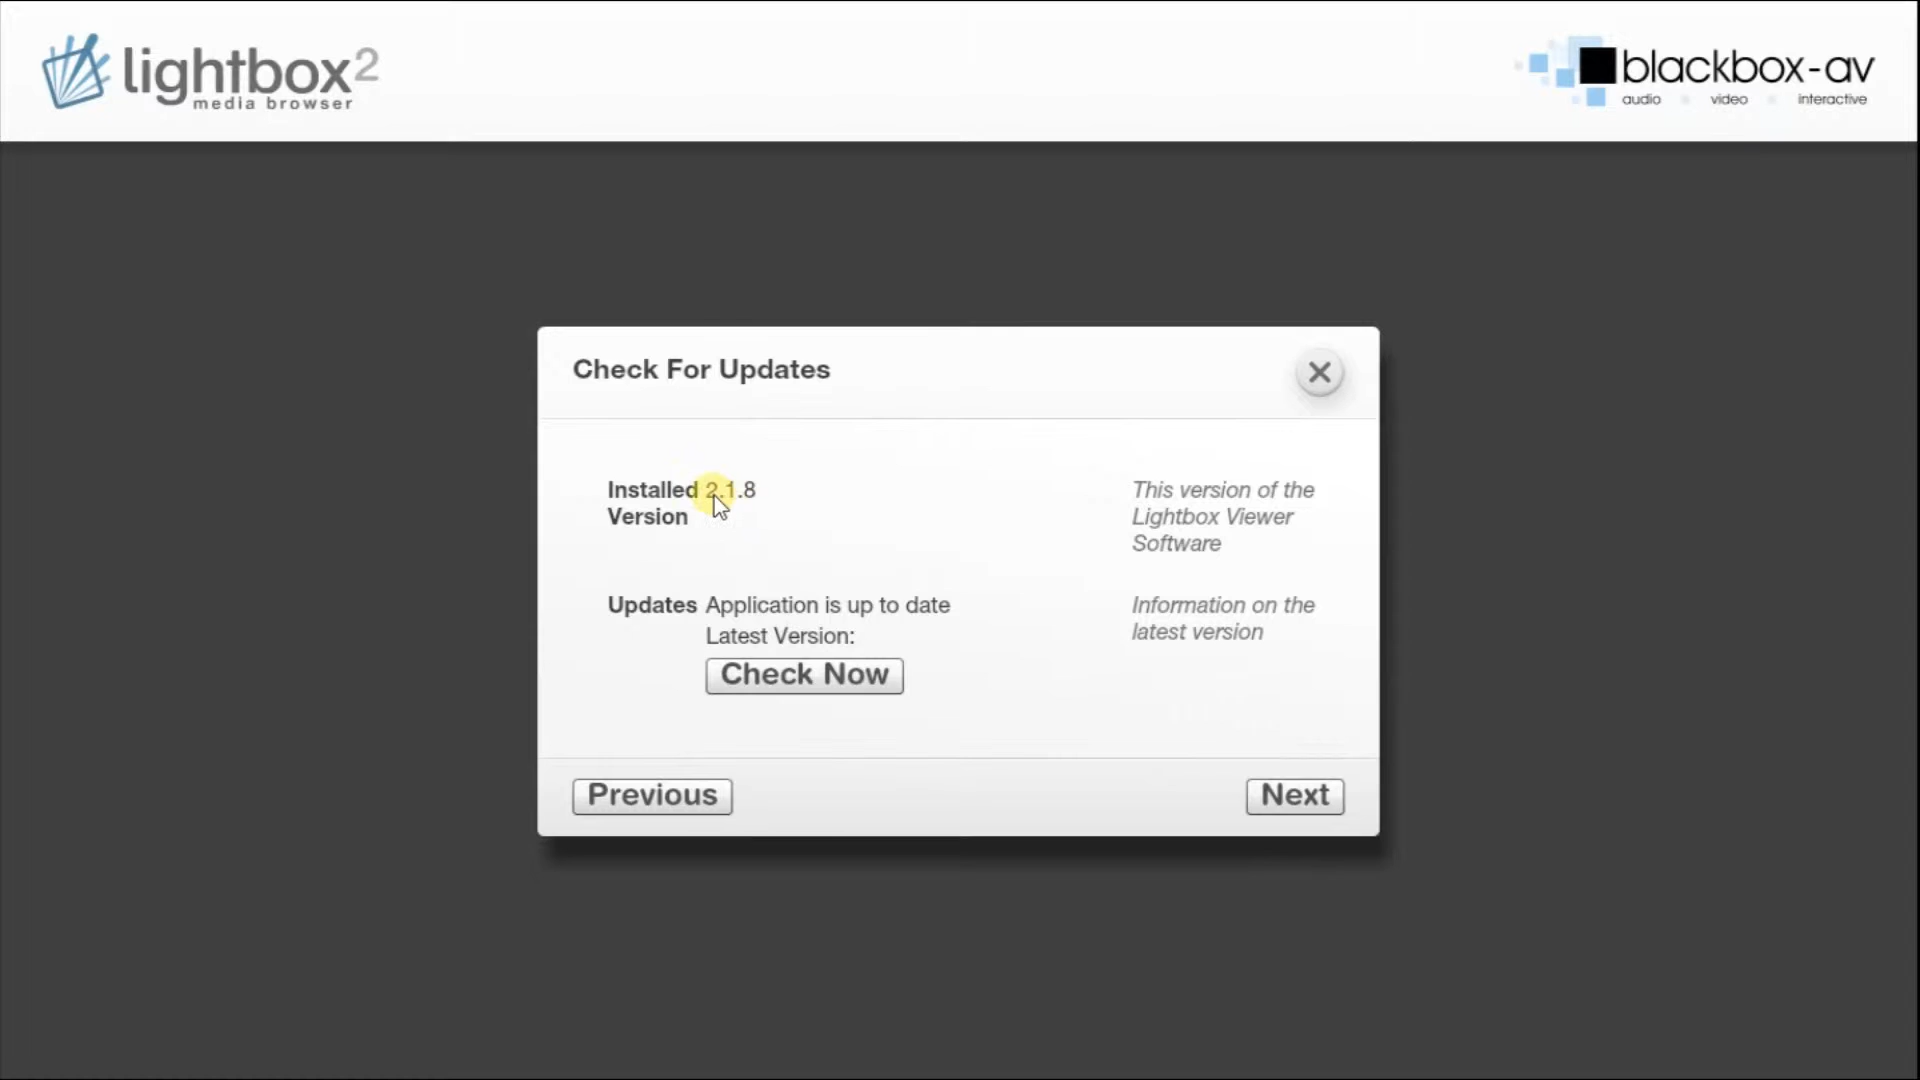 lightbox2
media browser
blackbox-av
audio video interactive
Check For Updates
Installed 2.1.8
Version
This version of the
Lightbox Viewer
Software
Updates Application is up to date
Latest Version:
Check Now
Information on the
latest version
Previous
Next